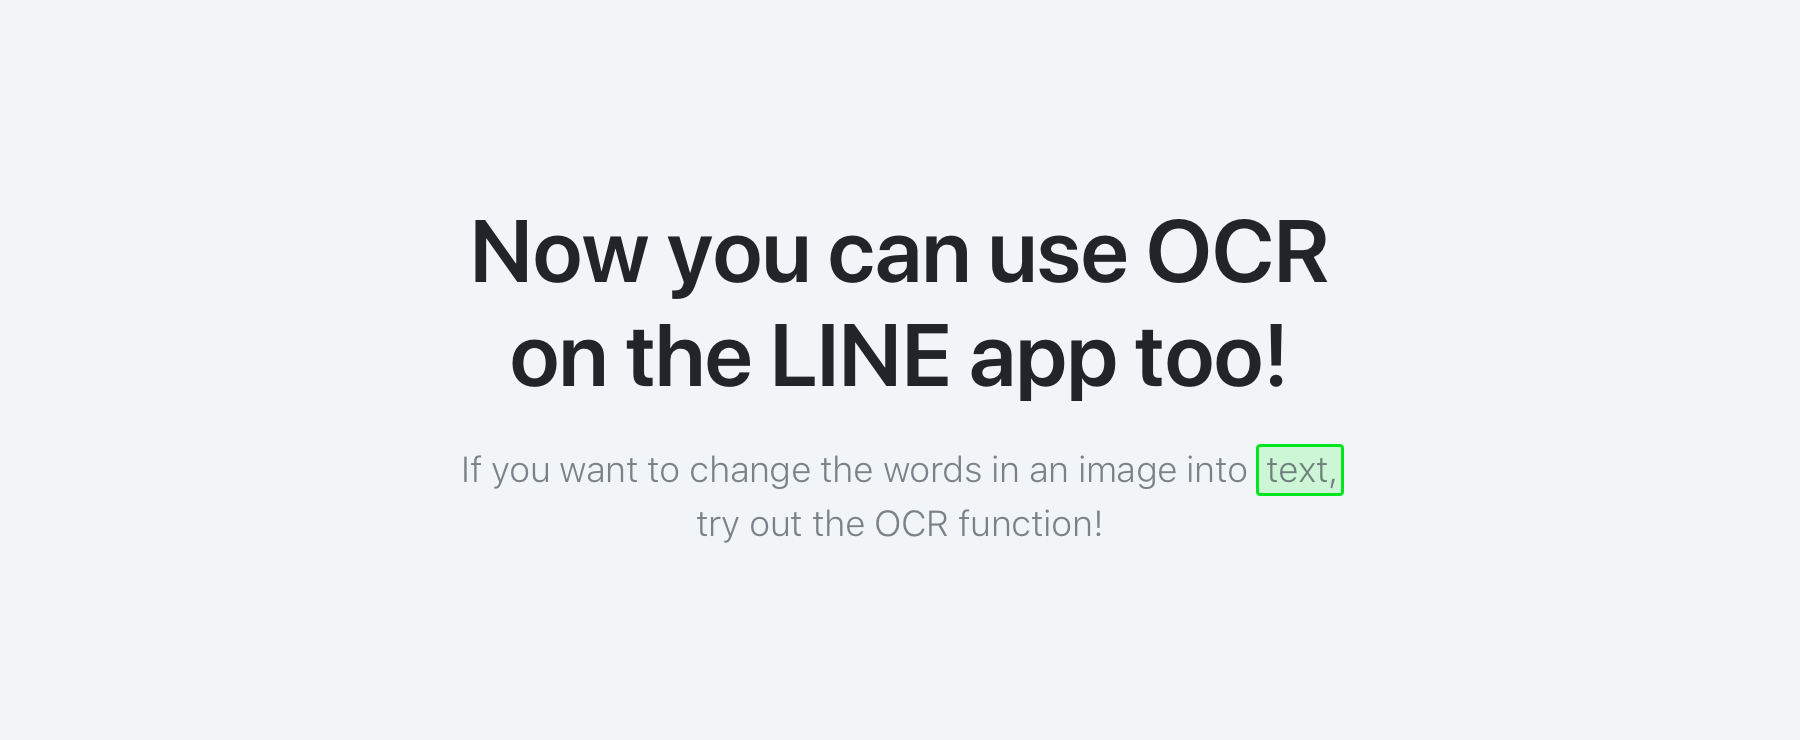 Now you can use OCR
on the LINE app too!
If you want to change the words in an image into text,
try out the OCR function!